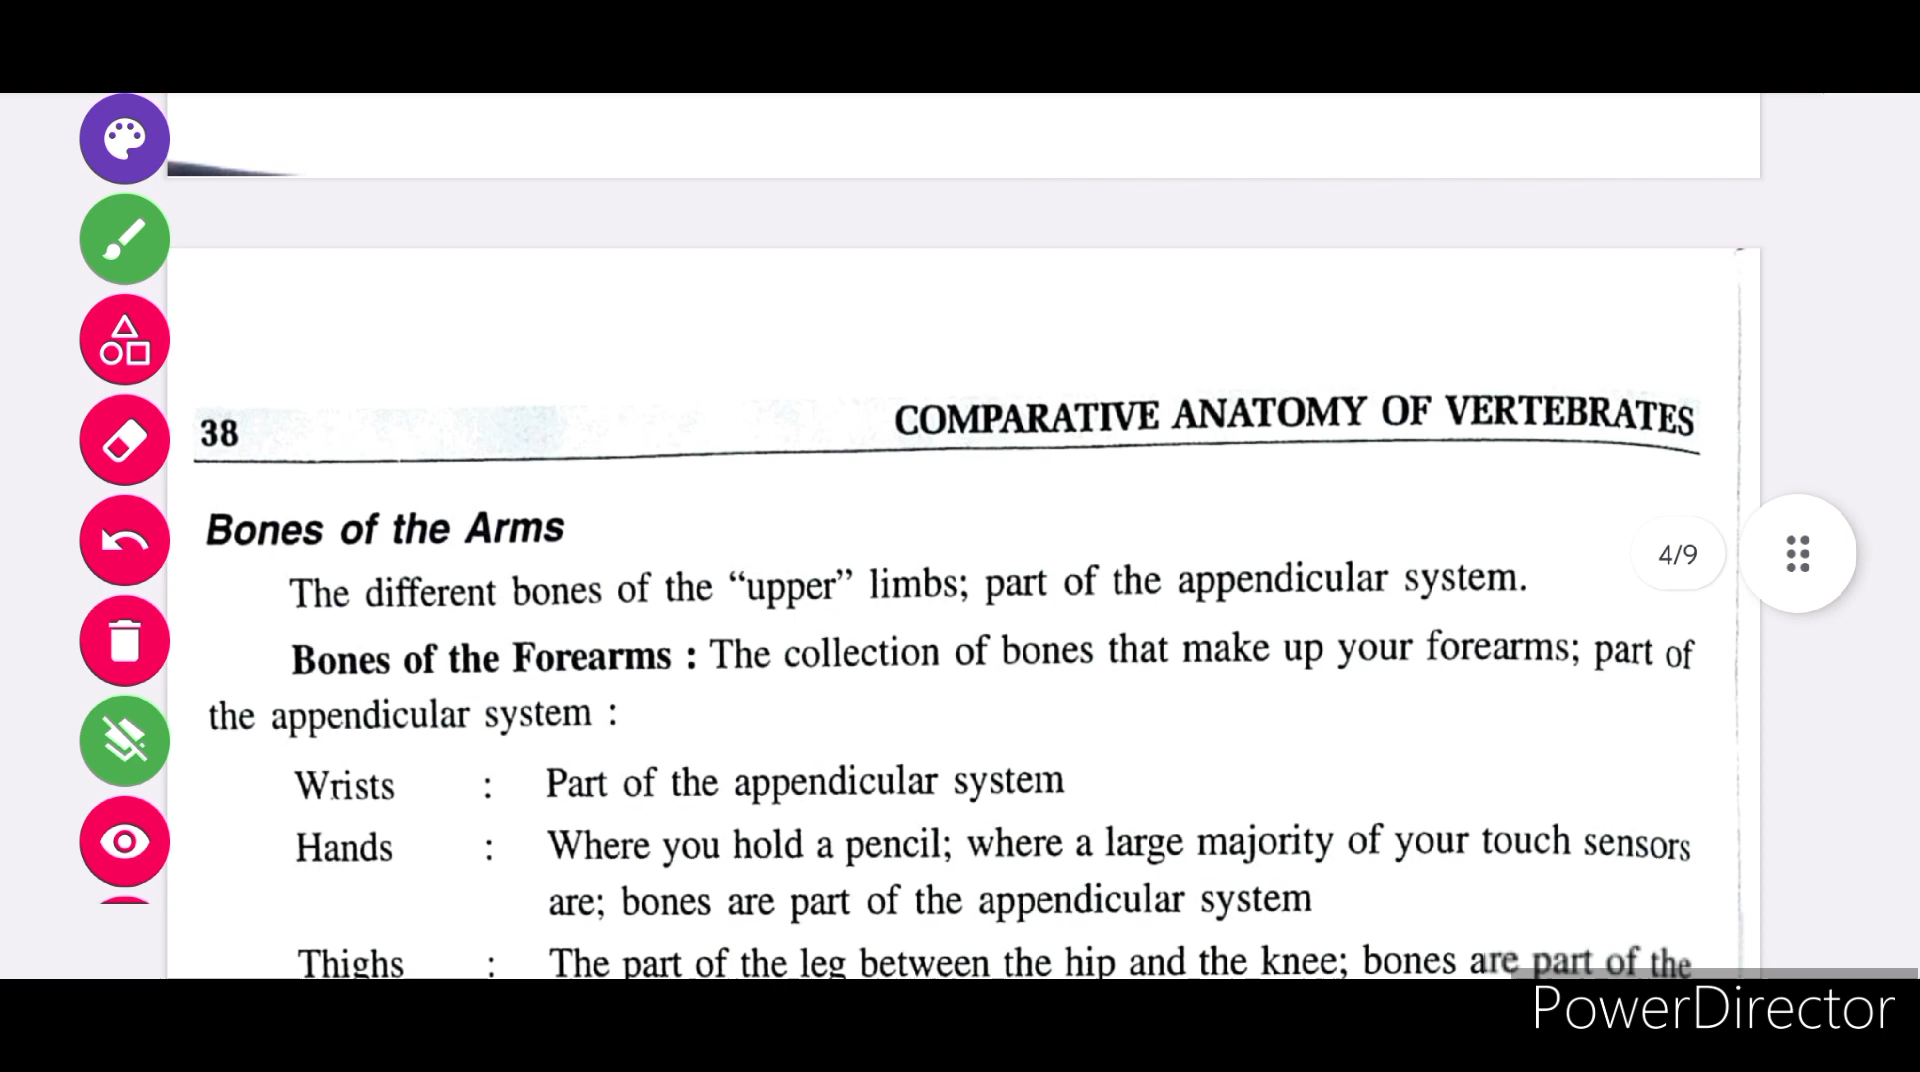 38 COMPARATIVE ANATOMY OF VERTEBRATES
Bones of the Arms
The different bones of the “upper” limbs; part of the appendicular system.
4/9
Bones of the Forearms : The collection of bones that make up your forearms; part of
the appendicular system :
Wrists : Part of the appendicular system
Hands : Where you hold a pencil; where a large majority of your touch sensors
are; bones are part of the appendicular system
Thighs : The part of the leg between the hip and the knee; bones are part of the
PowerDirector